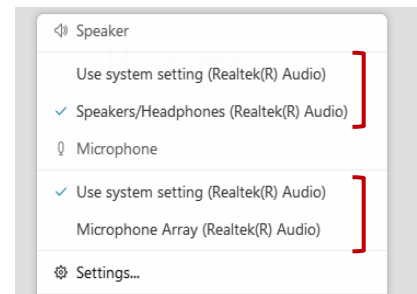 Speaker
Use system setting (Realtek(R) Audio)
Speakers/Headphones (Realtek(R) Audio)
Microphone
Use system setting (Realtek(R) Audio)
Microphone Array (Realtek(R) Audio)
Settings...